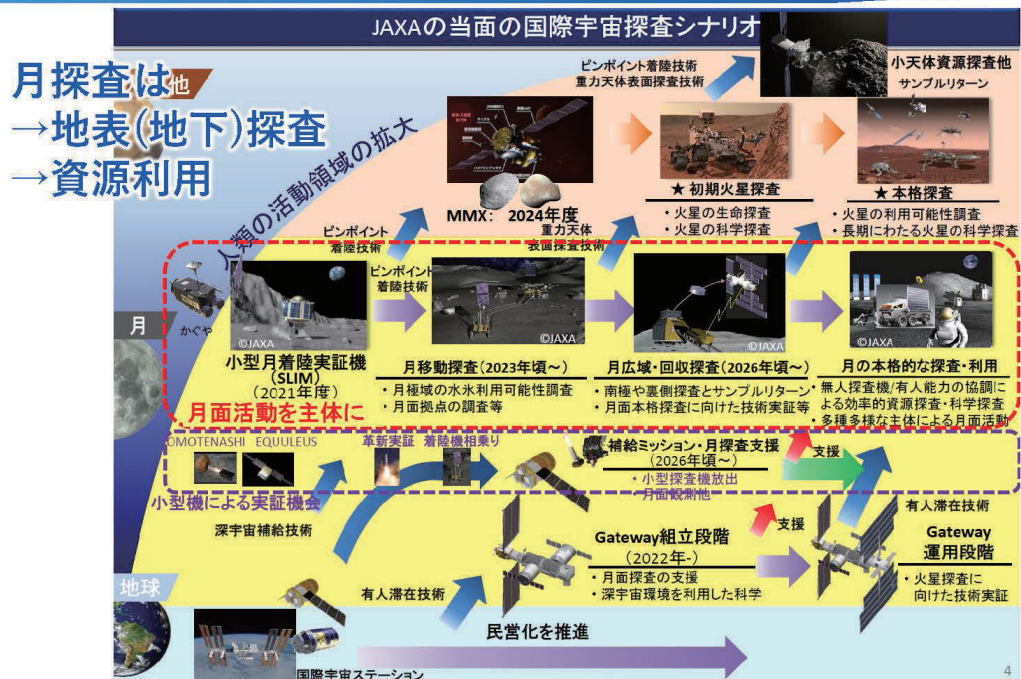 JAXAの当面の国際宇宙探査シナリオ
月探査は
→地表(地下)探査
→資源利用
他
人類の活動領域の拡大
ピンポイント着陸技術
重力天体表面探査技術
小天体資源探査他
サンプルリターン
MMX: 2024年度
★ 初期火星探査
・火星の生命探査
・火星の科学探査
★ 本格探査
・火星の利用可能性調査
・長期にわたる火星の科学探査
ピンポイント
着陸技術
重力天体
表面探査技術
月
かぐや
©JAXA
小型月着陸実証機
(SLIM)
(2021年度)
ピンポイント
着陸技術
©JAXA
月移動探査(2023年頃～)
・月極域の水氷利用可能性調査
・月面拠点の調査等
©JAXA
月広域・回収探査(2026年頃～)
・南極や裏側探査とサンプルリターン
・月面本格探査に向けた技術実証等
©JAXA
月の本格的な探査・利用
・無人探査機/有人能力の協調
による効率的資源探査・科学探査
・多種多様な主体による月面活動
月面活動を主体に
OMOTENASHI EQUULEUS
革新実証 着陸機相乗り
小型機による実証機会
補給ミッション・月探査支援
(2026年頃～)
・小型探査機放出
・月面観測他
支援
深宇宙補給技術
有人滞在技術
支援
Gateway組立段階
(2022年-)
・月面探査の支援
・深宇宙環境を利用した科学
Gateway
運用段階
・火星探査に
向けた技術実証
地球
有人滞在技術
民営化を推進
国際宇宙ステーション
4